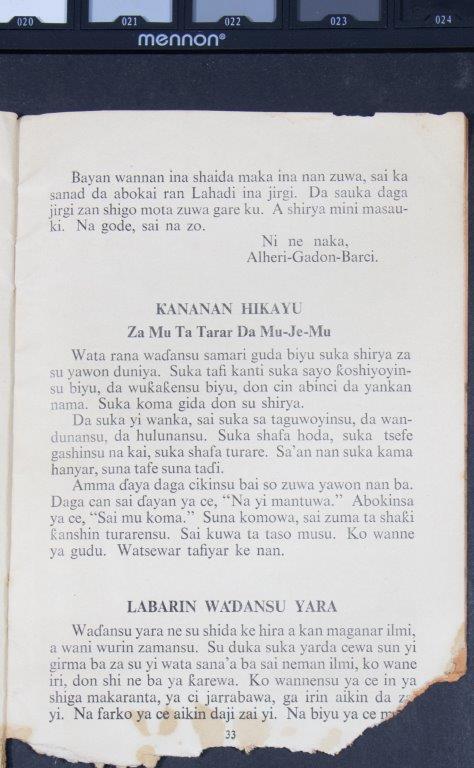 020 021 022 023 024
mennon®
Bayan wannan ina shaida maka ina nan zuwa, sai ka
sanad da abokai ran Lahadi ina jirgi. Da sauka daga
jirgi zan shigo mota zuwa gare ku. A shirya mini masau-
ki. Na gode, sai na zo.
Ni ne naka,
Alheri-Gadon-Barci.
ƘANANAN HIKAYU
Za Mu Ta Tarar Da Mu-Je-Mu
Wata rana waɗansu samari guda biyu suka shirya za
su yawon duniya. Suka tafi kanti suka sayo ƙoshiyoyin-
su biyu, da wuƙaƙensu biyu, don cin abinci da yankan
nama. Suka koma gida don su shirya.
Da suka yi wanka, sai suka sa taguwoyinsu, da wan-
dunansu, da hulunansu. Suka shafa hoda, suka tsefe
gashinsu na kai, suka shafa turare. Sa'an nan suka kama
hanyar, suna tafe suna taɗi.
Amma ɗaya daga cikinsu bai so zuwa yawon nan ba.
Daga can sai ɗayan ya ce, “Na yi mantuwa.” Abokinsa
ya ce, “Sai mu koma.” Suna komowa, sai zuma ta shaƙi
ƙanshin turarensu. Sai kuwa ta taso musu. Ko wanne
ya gudu. Watsewar tafiyar ke nan.
LABARIN WAƊANSU YARA
Waɗansu yara ne su shida ke hira a kan maganar ilmi,
a wani wurin zamansu. Su duka suka yarda cewa sun yi
girma ba za su yi wata sana'a ba sai neman ilmi, ko wane
iri, don shi ne ba ya ƙarewa. Ko wannensu ya ce in ya
shiga makaranta, ya ci jarrabawa, ga irin aikin da
yi. Na farko ya ce aikin daji zai yi. Na biyu ya ce
33